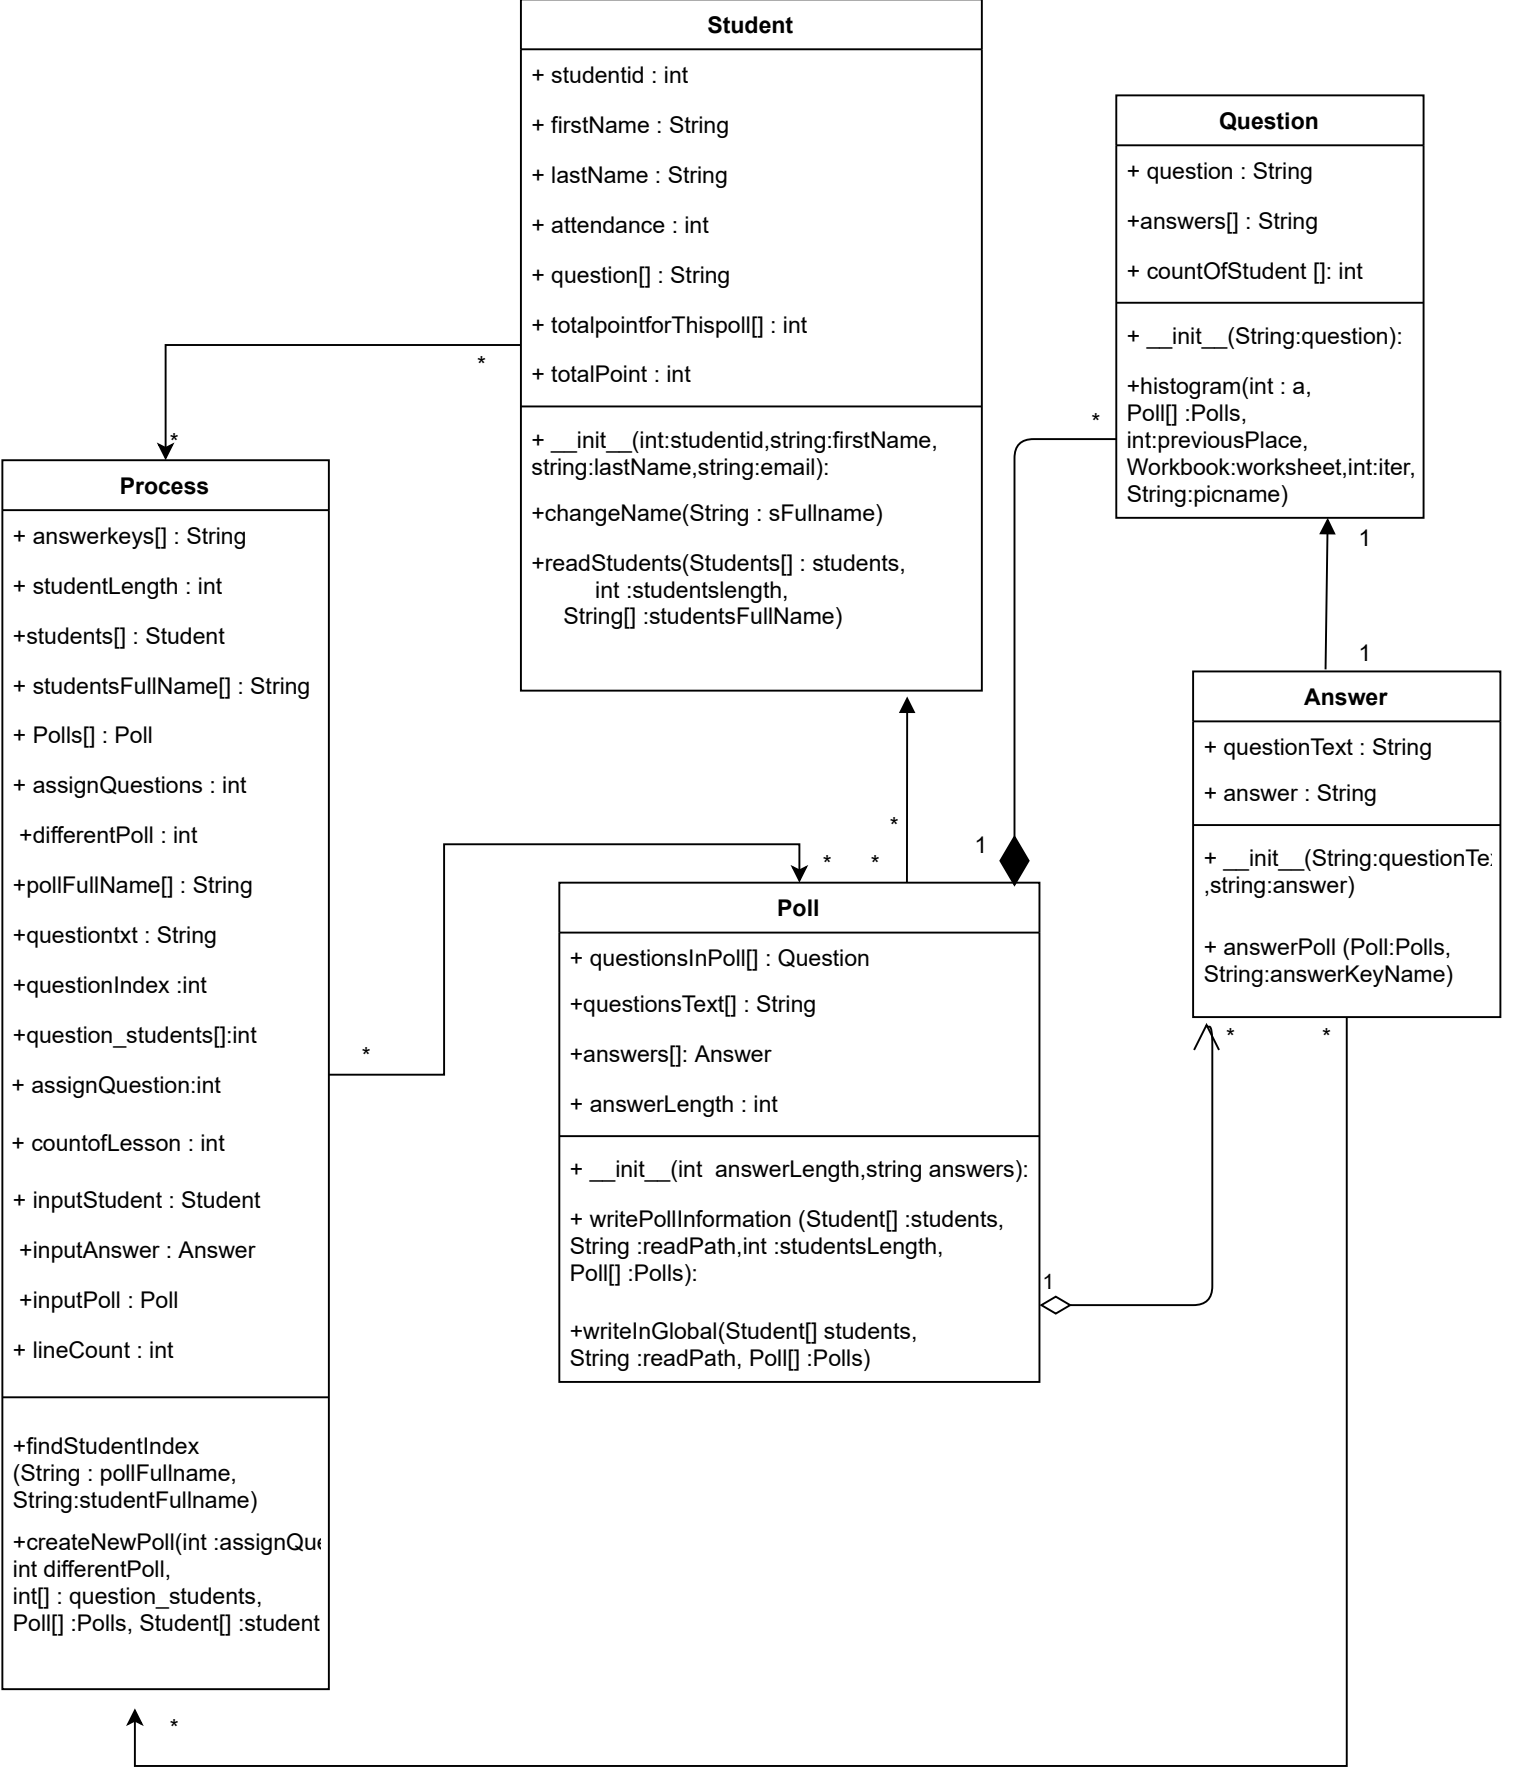 Student
+ studentid : int
+ firstName : String
+ lastName : String
+ attendance : int
+ question[] : String
+ totalpointforThispoll[] : int
+ totalPoint : int
+ __init__(int:studentid,string:firstName,
string:lastName,string:email):
+changeName(String : sFullname)
+readStudents(Students[] : students,
int :studentslength,
String[] :studentsFullName)
Question
+ question : String
+answers[] : String
+ countOfStudent []: int
+ __init__(String:question):
+histogram(int : a,
Poll[] :Polls,
int:previousPlace,
Workbook:worksheet,int:iter,
String:picname)
*
*
*
1
1
Process
+ answerkeys[] : String
+ studentLength : int
+students[] : Student
+ studentsFullName[] : String
+ Polls[] : Poll
+ assignQuestions : int
+differentPoll : int
+pollFullName[] : String
+questiontxt : String
+questionIndex :int
+question_students[]:int
+ assignQuestion:int
+ countofLesson : int
+ inputStudent : Student
+inputAnswer : Answer
+inputPoll : Poll
+ lineCount : int
+findStudentIndex
(String : pollFullname,
String:studentFullname)
+createNewPoll(int :assignQue
int differentPoll,
int[] : question_students,
Poll[] :Polls, Student[] :student
*
*
*
*
1
Poll
+ questionsInPoll[] : Question
+questionsText[] : String
+answers[]: Answer
+ answerLength : int
+ __init__(int  answerLength,string answers):
+ writePollInformation (Student[] :students,
String :readPath,int :studentsLength,
Poll[] :Polls):
+writeInGlobal(Student[] students,
String :readPath, Poll[] :Polls)
1
Answer
+ questionText : String
+ answer : String
+ __init__(String:questionTe
,string:answer)
+ answerPoll (Poll:Polls,
String:answerKeyName)
*
*
*